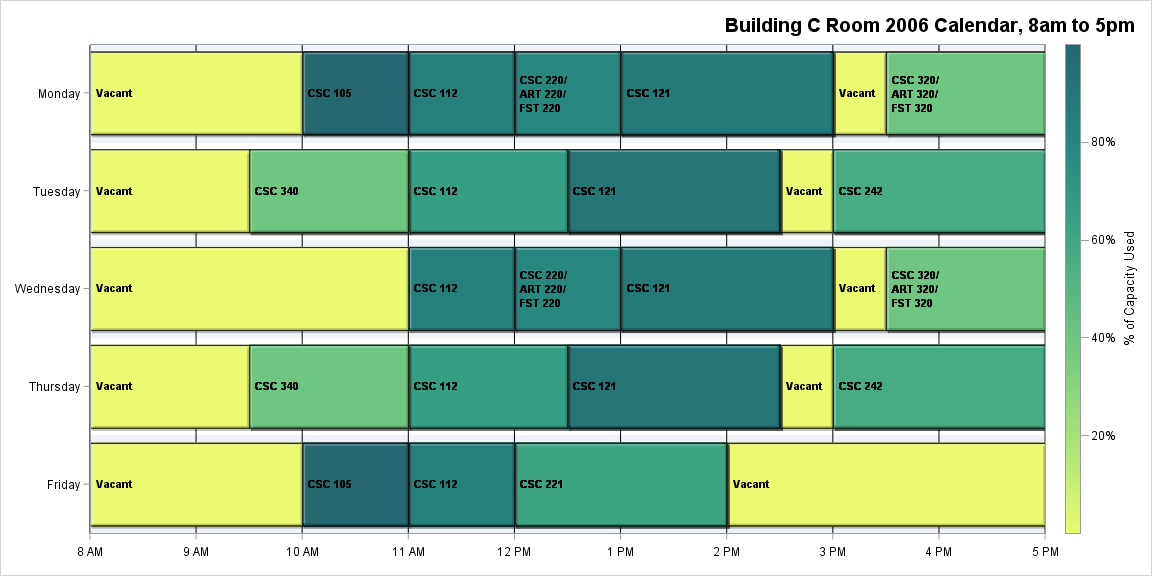 Building C Room 2006 Calendar, 8am to 5pm
Monday
Vacant
CSC 105
CSC 112
CSC 220/
ART 220/
FST 220
CSC 121
Vacant
CSC 320/
ART 320/
FST 320
Tuesday
Vacant
CSC 340
CSC 112
CSC 121
Vacant
CSC 242
Wednesday
Vacant
CSC 112
CSC 220/
ART 220/
FST 220
CSC 121
Vacant
CSC 320/
ART 320/
FST 320
Thursday
Vacant
CSC 340
CSC 112
CSC 121
Vacant
CSC 242
Friday
Vacant
CSC 105
CSC 112
CSC 221
Vacant
8 AM
9 AM
10 AM
11 AM
12 PM
1 PM
2 PM
3 PM
4 PM
5 PM
80%
60%
40%
20%
% of Capacity Used